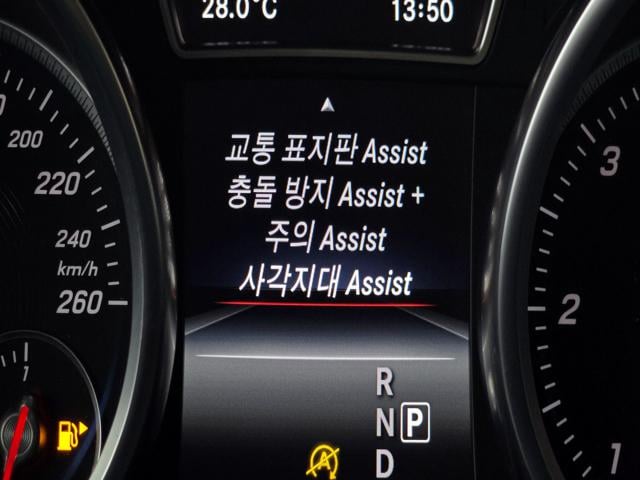 28.0°C 13:50
200
220
240
km/h
260
교통 표지판 Assist
충돌 방지 Assist +
주의 Assist
사각지대 Assist
3
2
1
1
R
N P
D
A